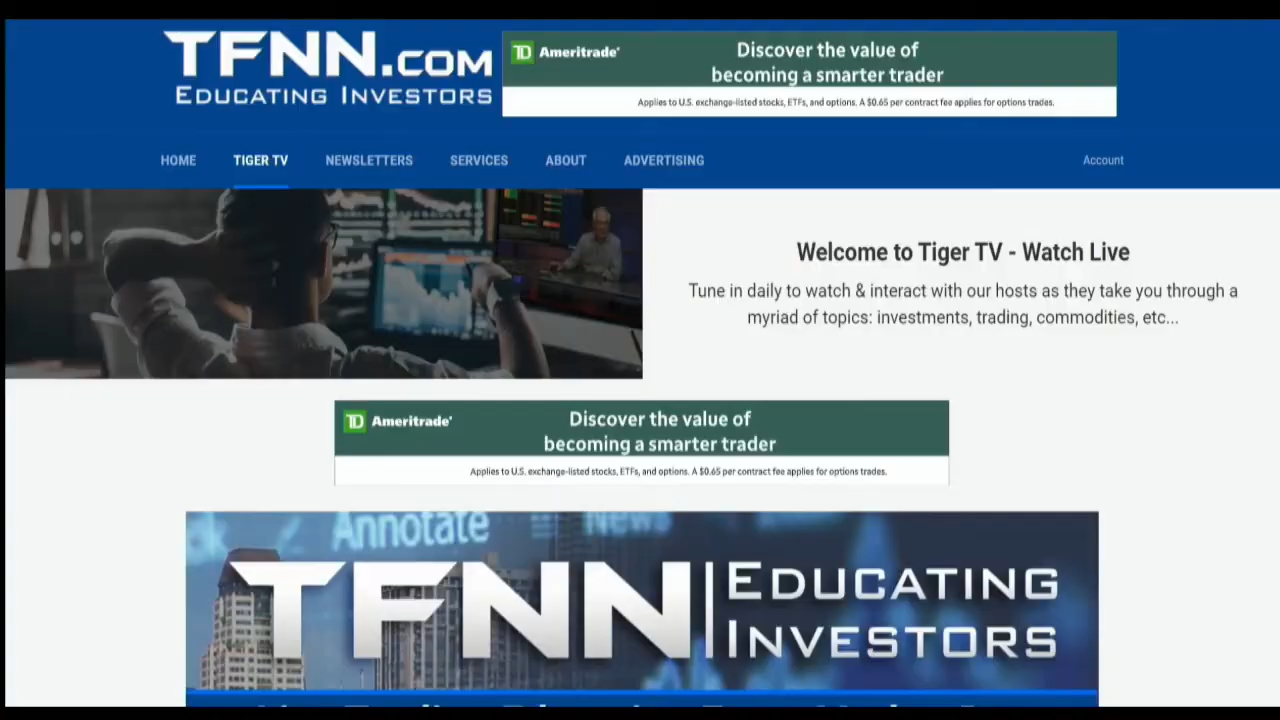 TFNN.COM
EDUCATING INVESTORS
TD Ameritrade
Discover the value of
becoming a smarter trader
Applies to U.S. exchange-listed stocks, ETFs, and options. A $0.65 per contract fee applies for options trades.
HOME TIGER TV NEWSLETTERS SERVICES ABOUT ADVERTISING Account
Welcome to Tiger TV - Watch Live
Tune in daily to watch & interact with our hosts as they take you through a
myriad of topics: investments, trading, commodities, etc...
TD Ameritrade
Discover the value of
becoming a smarter trader
Applies to U.S. exchange-listed stocks, ETFs, and options. A $0.65 per contract fee applies for options trades.
Annotate News
TFNN EDUCATING
INVESTORS